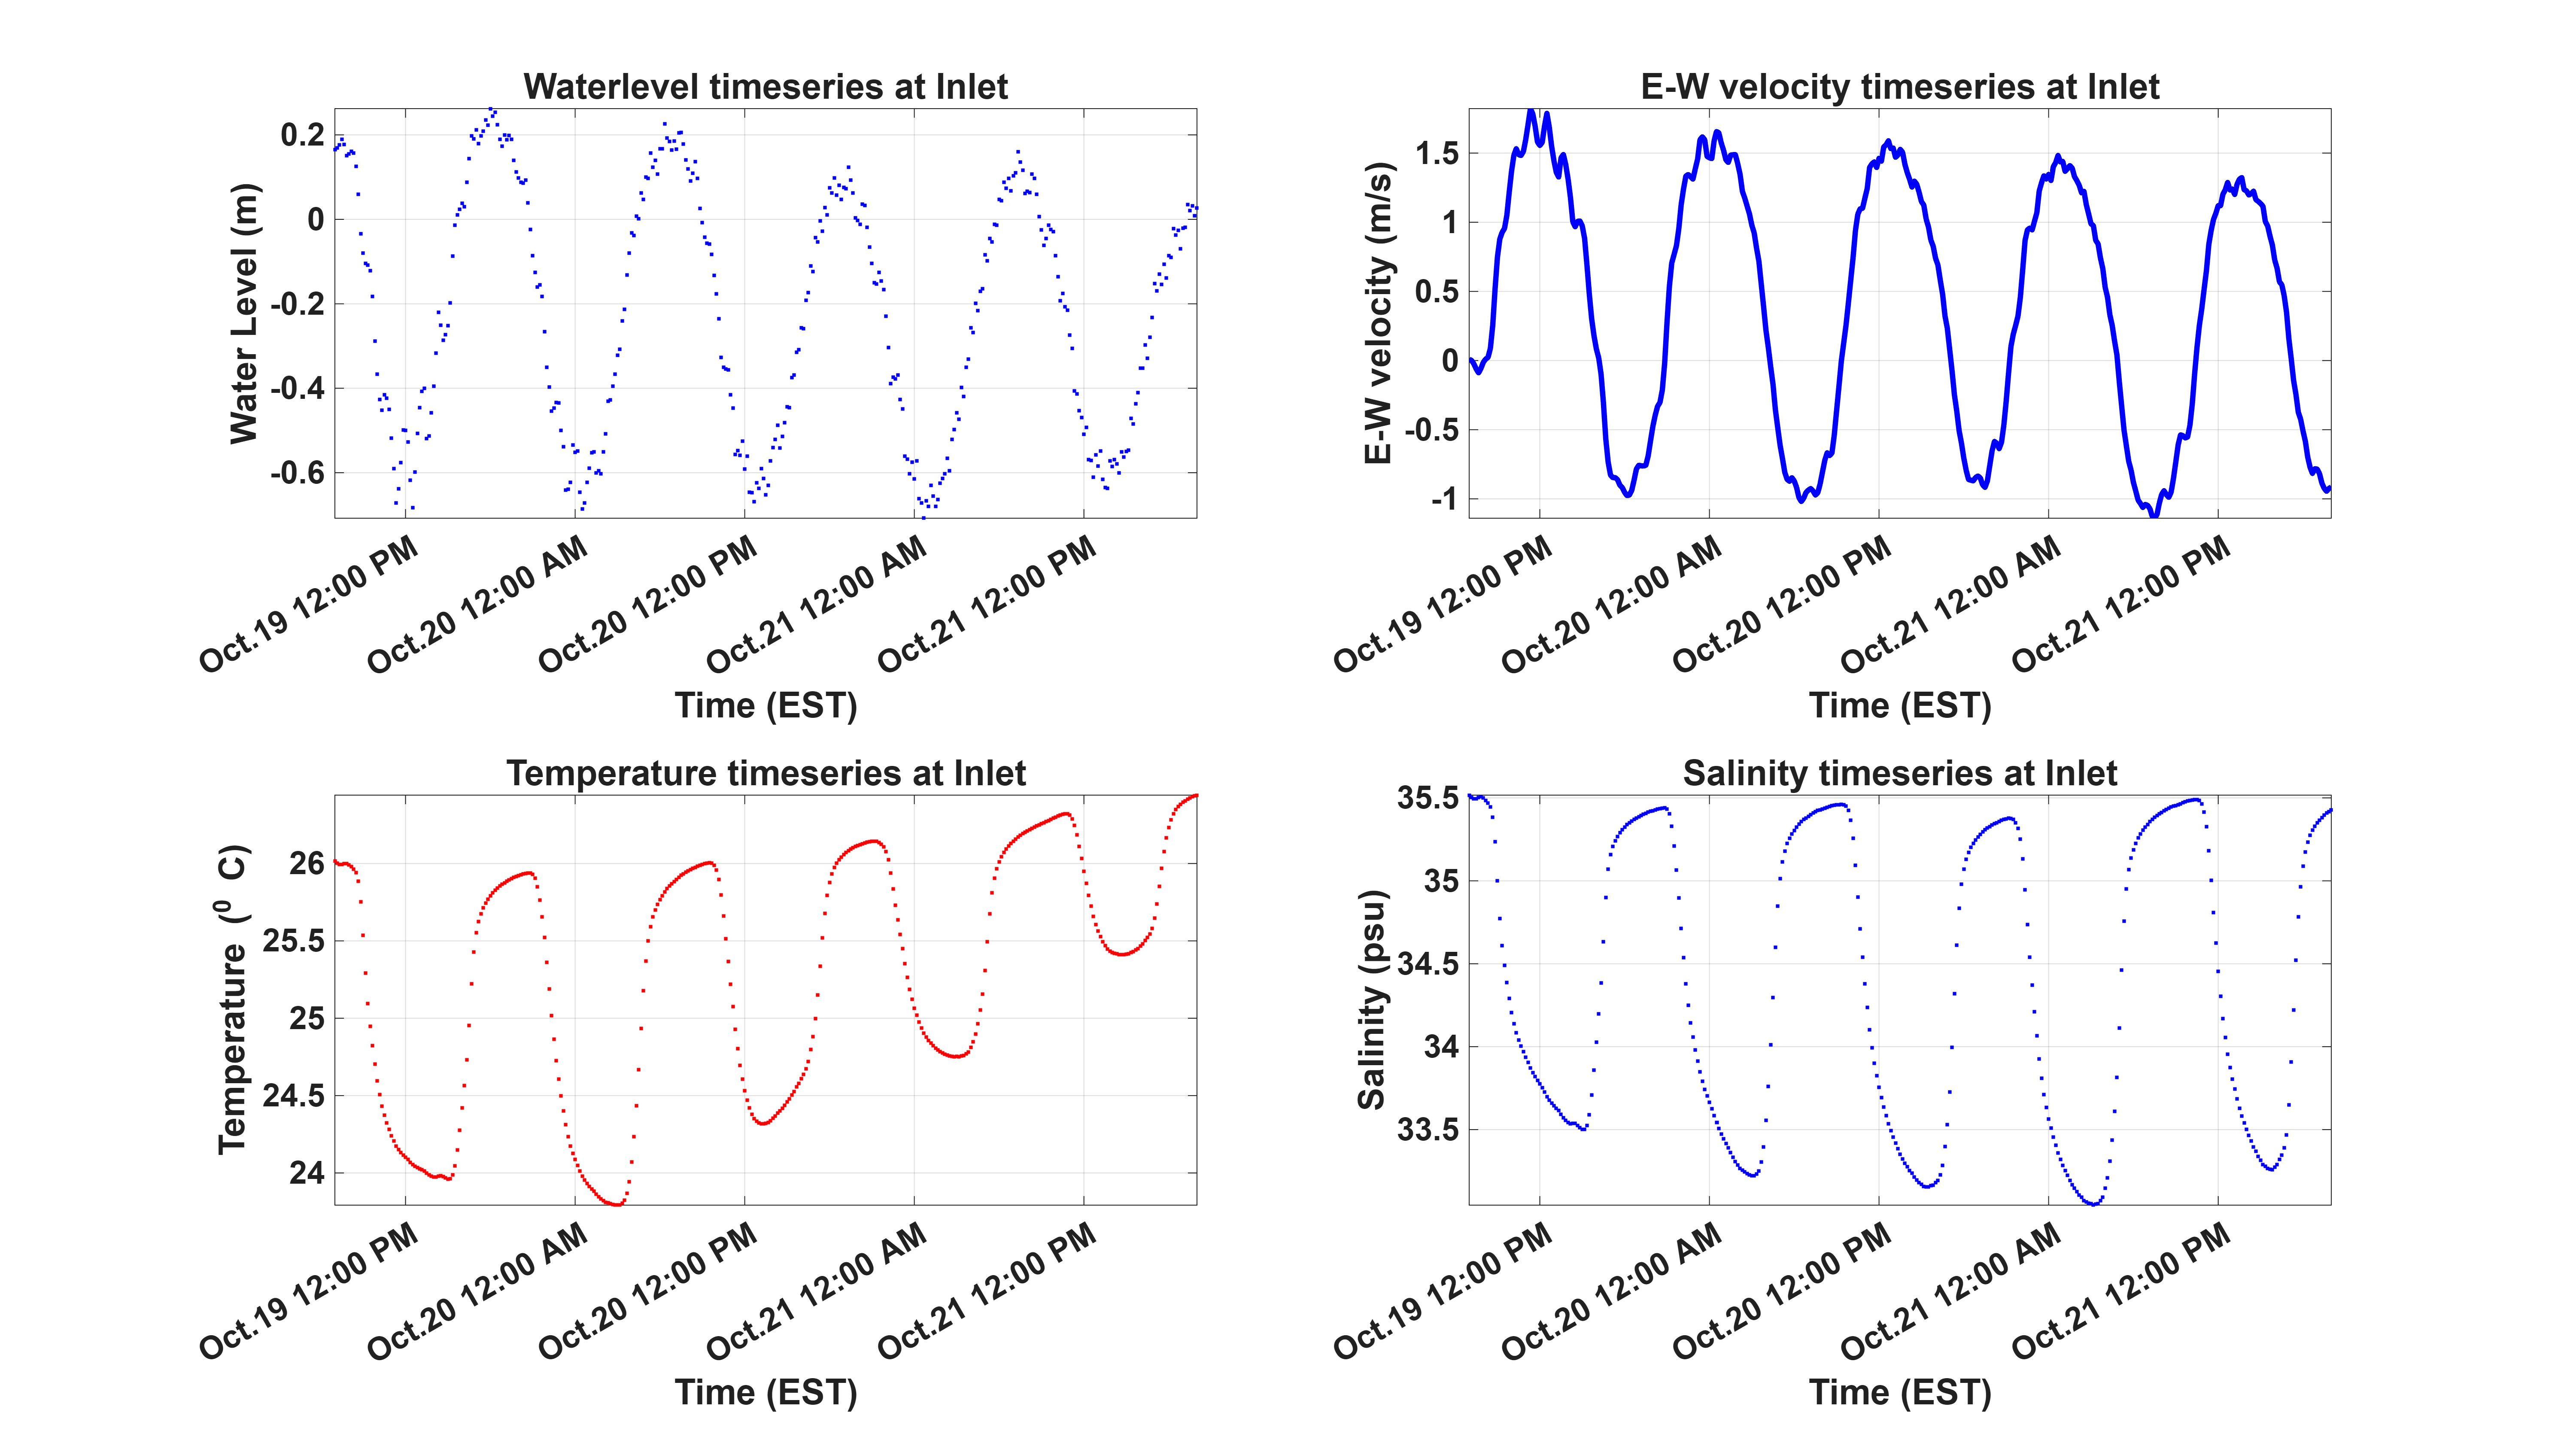 Waterlevel timeseries at Inlet
Water Level (m)
0.2
0
-0.2
-0.4
-0.6
Oct.19 12:00 PM
Oct.20 12:00 AM
Oct.20 12:00 PM
Oct.21 12:00 AM
Oct.21 12:00 PM
Time (EST)
E-W velocity timeseries at Inlet
E-W velocity (m/s)
1.5
1
0.5
0
-0.5
-1
Oct.19 12:00 PM
Oct.20 12:00 AM
Oct.20 12:00 PM
Oct.21 12:00 AM
Oct.21 12:00 PM
Time (EST)
Temperature timeseries at Inlet
Temperature (⁰ C)
26
25.5
25
24.5
24
Oct.19 12:00 PM
Oct.20 12:00 AM
Oct.20 12:00 PM
Oct.21 12:00 AM
Oct.21 12:00 PM
Time (EST)
Salinity timeseries at Inlet
Salinity (psu)
35.5
35
34.5
34
33.5
Oct.19 12:00 PM
Oct.20 12:00 AM
Oct.20 12:00 PM
Oct.21 12:00 AM
Oct.21 12:00 PM
Time (EST)